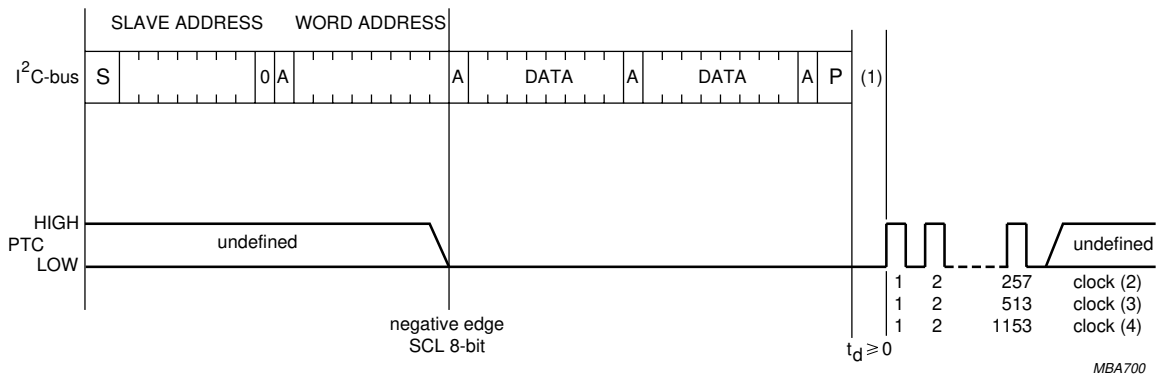 SLAVE ADDRESS WORD ADDRESS
I²C-bus S 0 A A DATA A DATA A P (1)
HIGH
PTC undefined undefined
LOW
1 2 257 clock (2)
1 2 513 clock (3)
1 2 1153 clock (4)
negative edge
SCL 8-bit
td ⩾ 0
MBA700